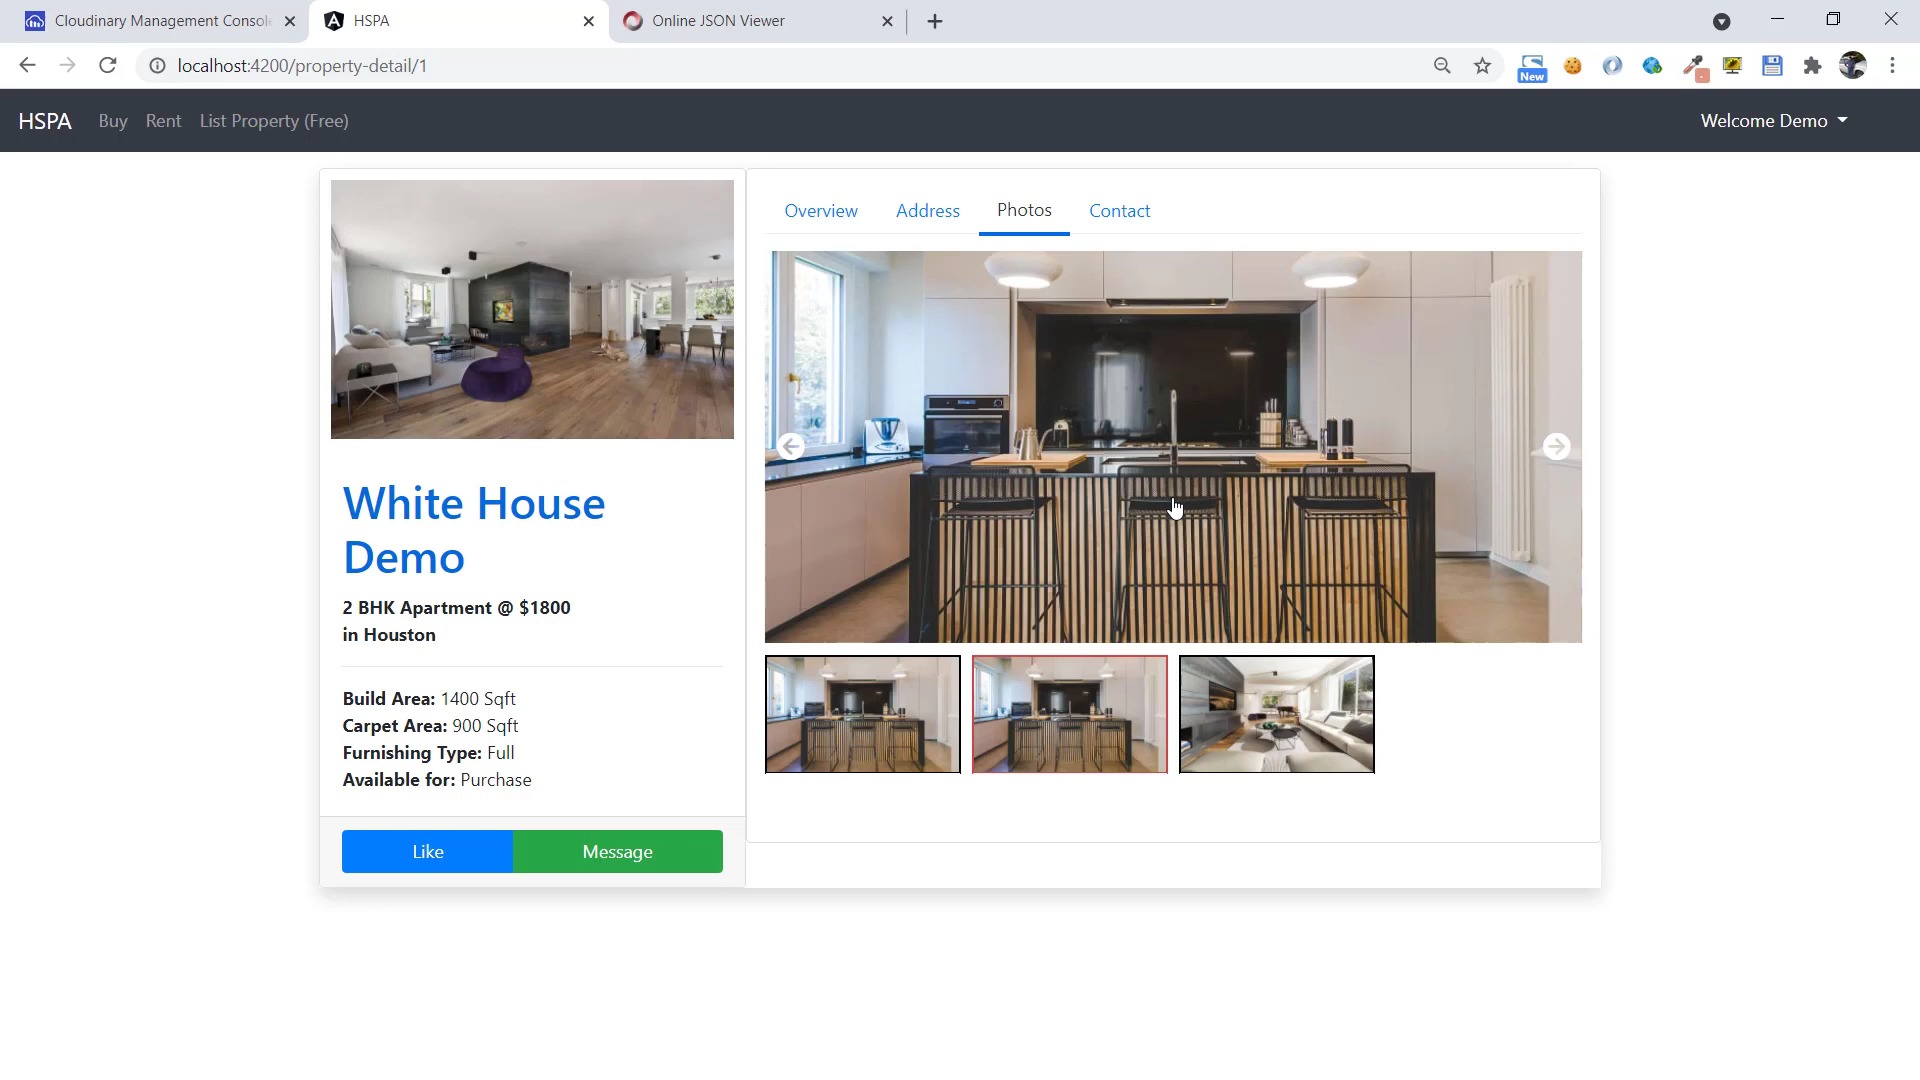 Cloudinary Management Consol
HSPA
Online JSON Viewer
localhost:4200/property-detail/1
New
HSPA
Buy
Rent
List Property (Free)
Welcome Demo
White House
Demo
2 BHK Apartment @ $1800
in Houston
Build Area: 1400 Sqft
Carpet Area: 900 Sqft
Furnishing Type: Full
Available for: Purchase
Like
Message
Overview
Address
Photos
Contact